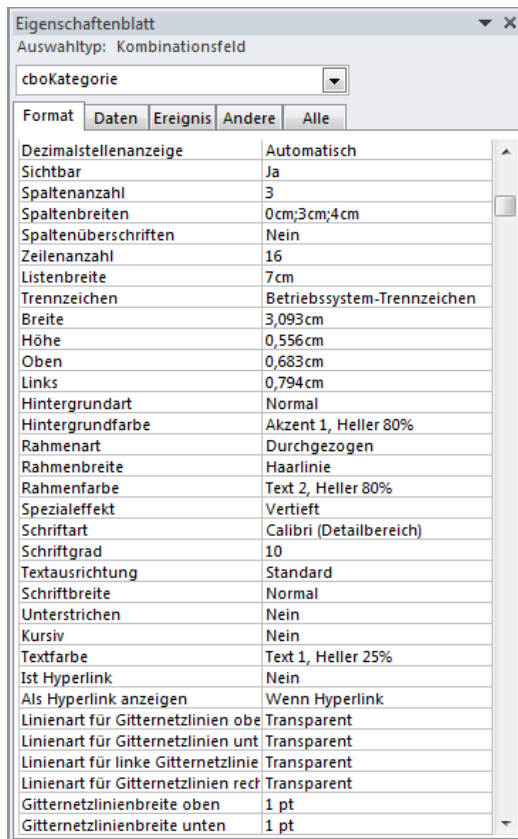 Eigenschaftenblatt
Auswahltyp: Kombinationsfeld
cboKategorie
Format Daten Ereignis Andere Alle
Dezimalstellenanzeige Automatisch
Sichtbar Ja
Spaltenanzahl 3
Spaltenbreiten 0cm;3cm;4cm
Spaltenüberschriften Nein
Zeilenanzahl 16
Listenbreite 7cm
Trennzeichen Betriebssystem-Trennzeichen
Breite 3,093cm
Höhe 0,556cm
Oben 0,683cm
Links 0,794cm
Hintergrundart Normal
Hintergrundfarbe Akzent 1, Heller 80%
Rahmenart Durchgezogen
Rahmenbreite Haarlinie
Rahmenfarbe Text 2, Heller 80%
Spezialeffekt Vertieft
Schriftart Calibri (Detailbereich)
Schriftgrad 10
Textausrichtung Standard
Schriftbreite Normal
Unterstrichen Nein
Kursiv Nein
Textfarbe Text 1, Heller 25%
Ist Hyperlink Nein
Als Hyperlink anzeigen Wenn Hyperlink
Linienart für Gitternetzlinien obe Transparent
Linienart für Gitternetzlinien unt Transparent
Linienart für linke Gitternetzlinie Transparent
Linienart für Gitternetzlinien rech Transparent
Gitternetzlinienbreite oben 1 pt
Gitternetzlinienbreite unten 1 pt